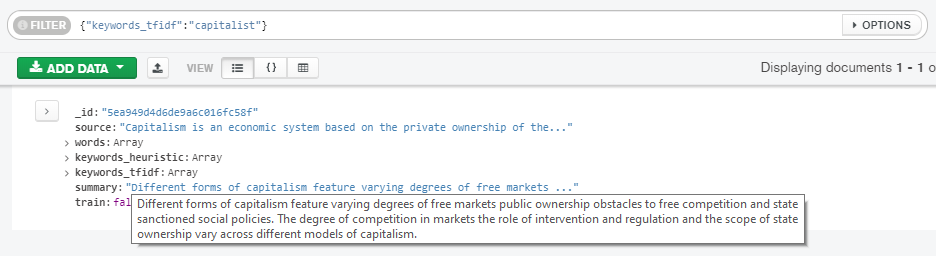 FILTER {"keywords_tfidf":"capitalist"} OPTIONS
ADD DATA VIEW {} Displaying documents 1 - 1 o
_id:"5ea949d4d6de9a6c016fc58f"
source:"Capitalism is an economic system based on the private ownership of the..."
words:Array
keywords_heuristic:Array
keywords_tfidf:Array
summary:"Different forms of capitalism feature varying degrees of free markets ..."
train:fal
Different forms of capitalism feature varying degrees of free markets public ownership obstacles to free competition and state
sanctioned social policies. The degree of competition in markets the role of intervention and regulation and the scope of state
ownership vary across different models of capitalism.